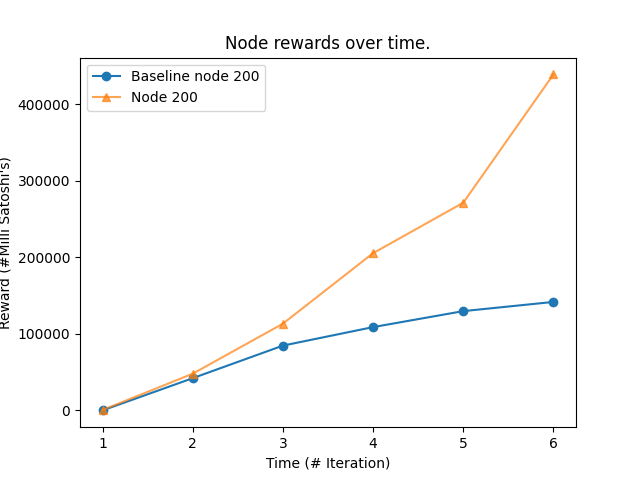 Node rewards over time.
Baseline node 200
Node 200
400000
300000
200000
100000
0
Reward (#Milli Satoshi's)
1 2 3 4 5 6
Time (# Iteration)